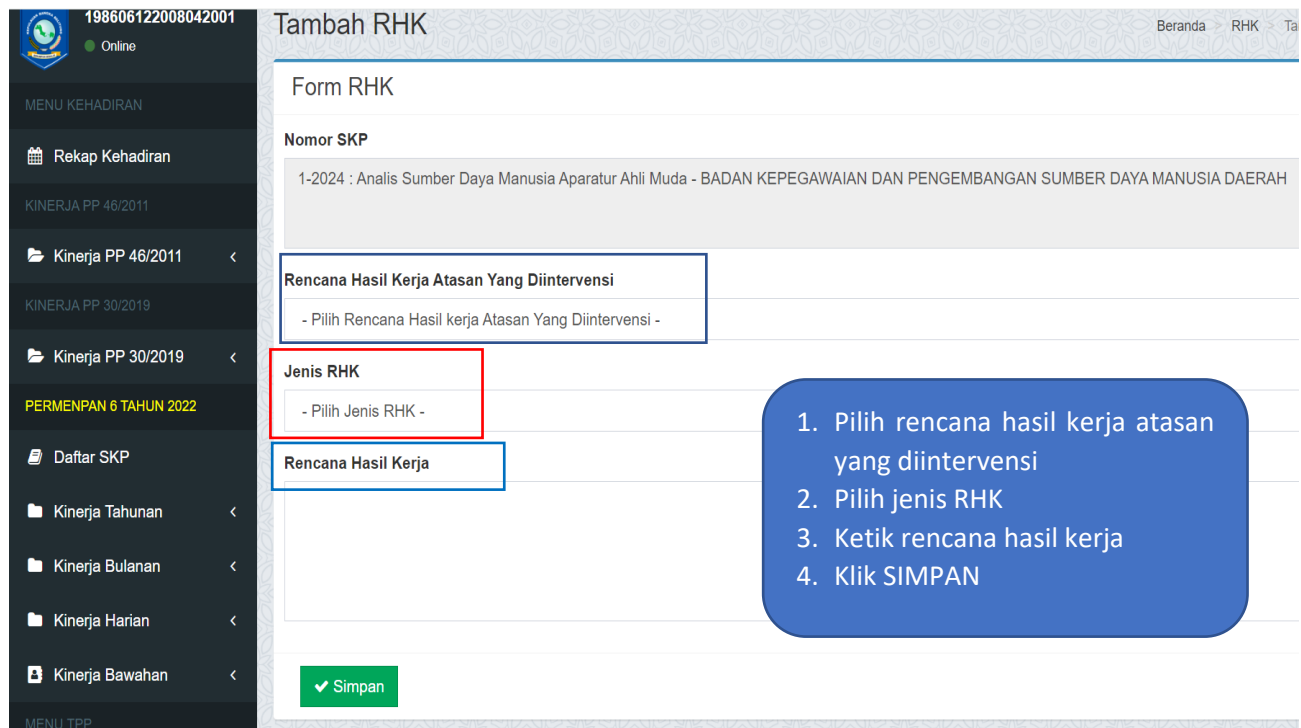 198606122008042001
Online
MENU KEHADIRAN
Rekap Kehadiran
KINERJA PP 46/2011
Kinerja PP 46/2011
KINERJA PP 30/2019
Kinerja PP 30/2019
PERMENPAN 6 TAHUN 2022
Daftar SKP
Kinerja Tahunan
Kinerja Bulanan
Kinerja Harian
Kinerja Bawahan
MENU TPP
Tambah RHK
Beranda > RHK > Ta
Form RHK
Nomor SKP
1-2024 : Analis Sumber Daya Manusia Aparatur Ahli Muda - BADAN KEPEGAWAIAN DAN PENGEMBANGAN SUMBER DAYA MANUSIA DAERAH
Rencana Hasil Kerja Atasan Yang Diintervensi
- Pilih Rencana Hasil kerja Atasan Yang Diintervensi -
Jenis RHK
- Pilih Jenis RHK -
Rencana Hasil Kerja
1. Pilih rencana hasil kerja atasan
yang diintervensi
2. Pilih jenis RHK
3. Ketik rencana hasil kerja
4. Klik SIMPAN
Simpan